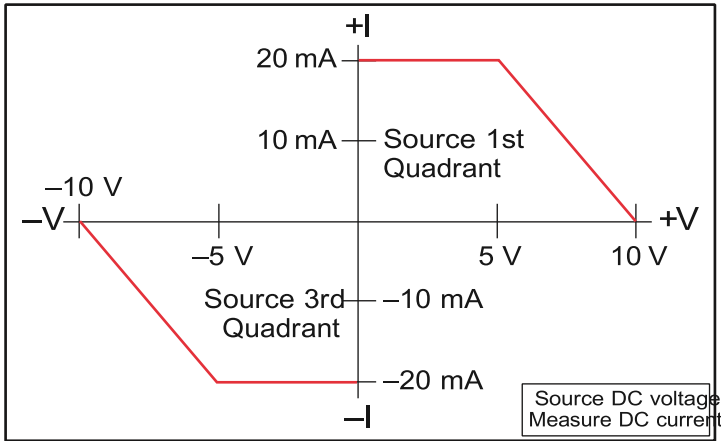 +I
20 mA
10 mA
Source 1st
Quadrant
–10 V
–V
+V
–5 V
5 V
10 V
Source 3rd
Quadrant
–10 mA
–20 mA
–I
Source DC voltage
Measure DC current